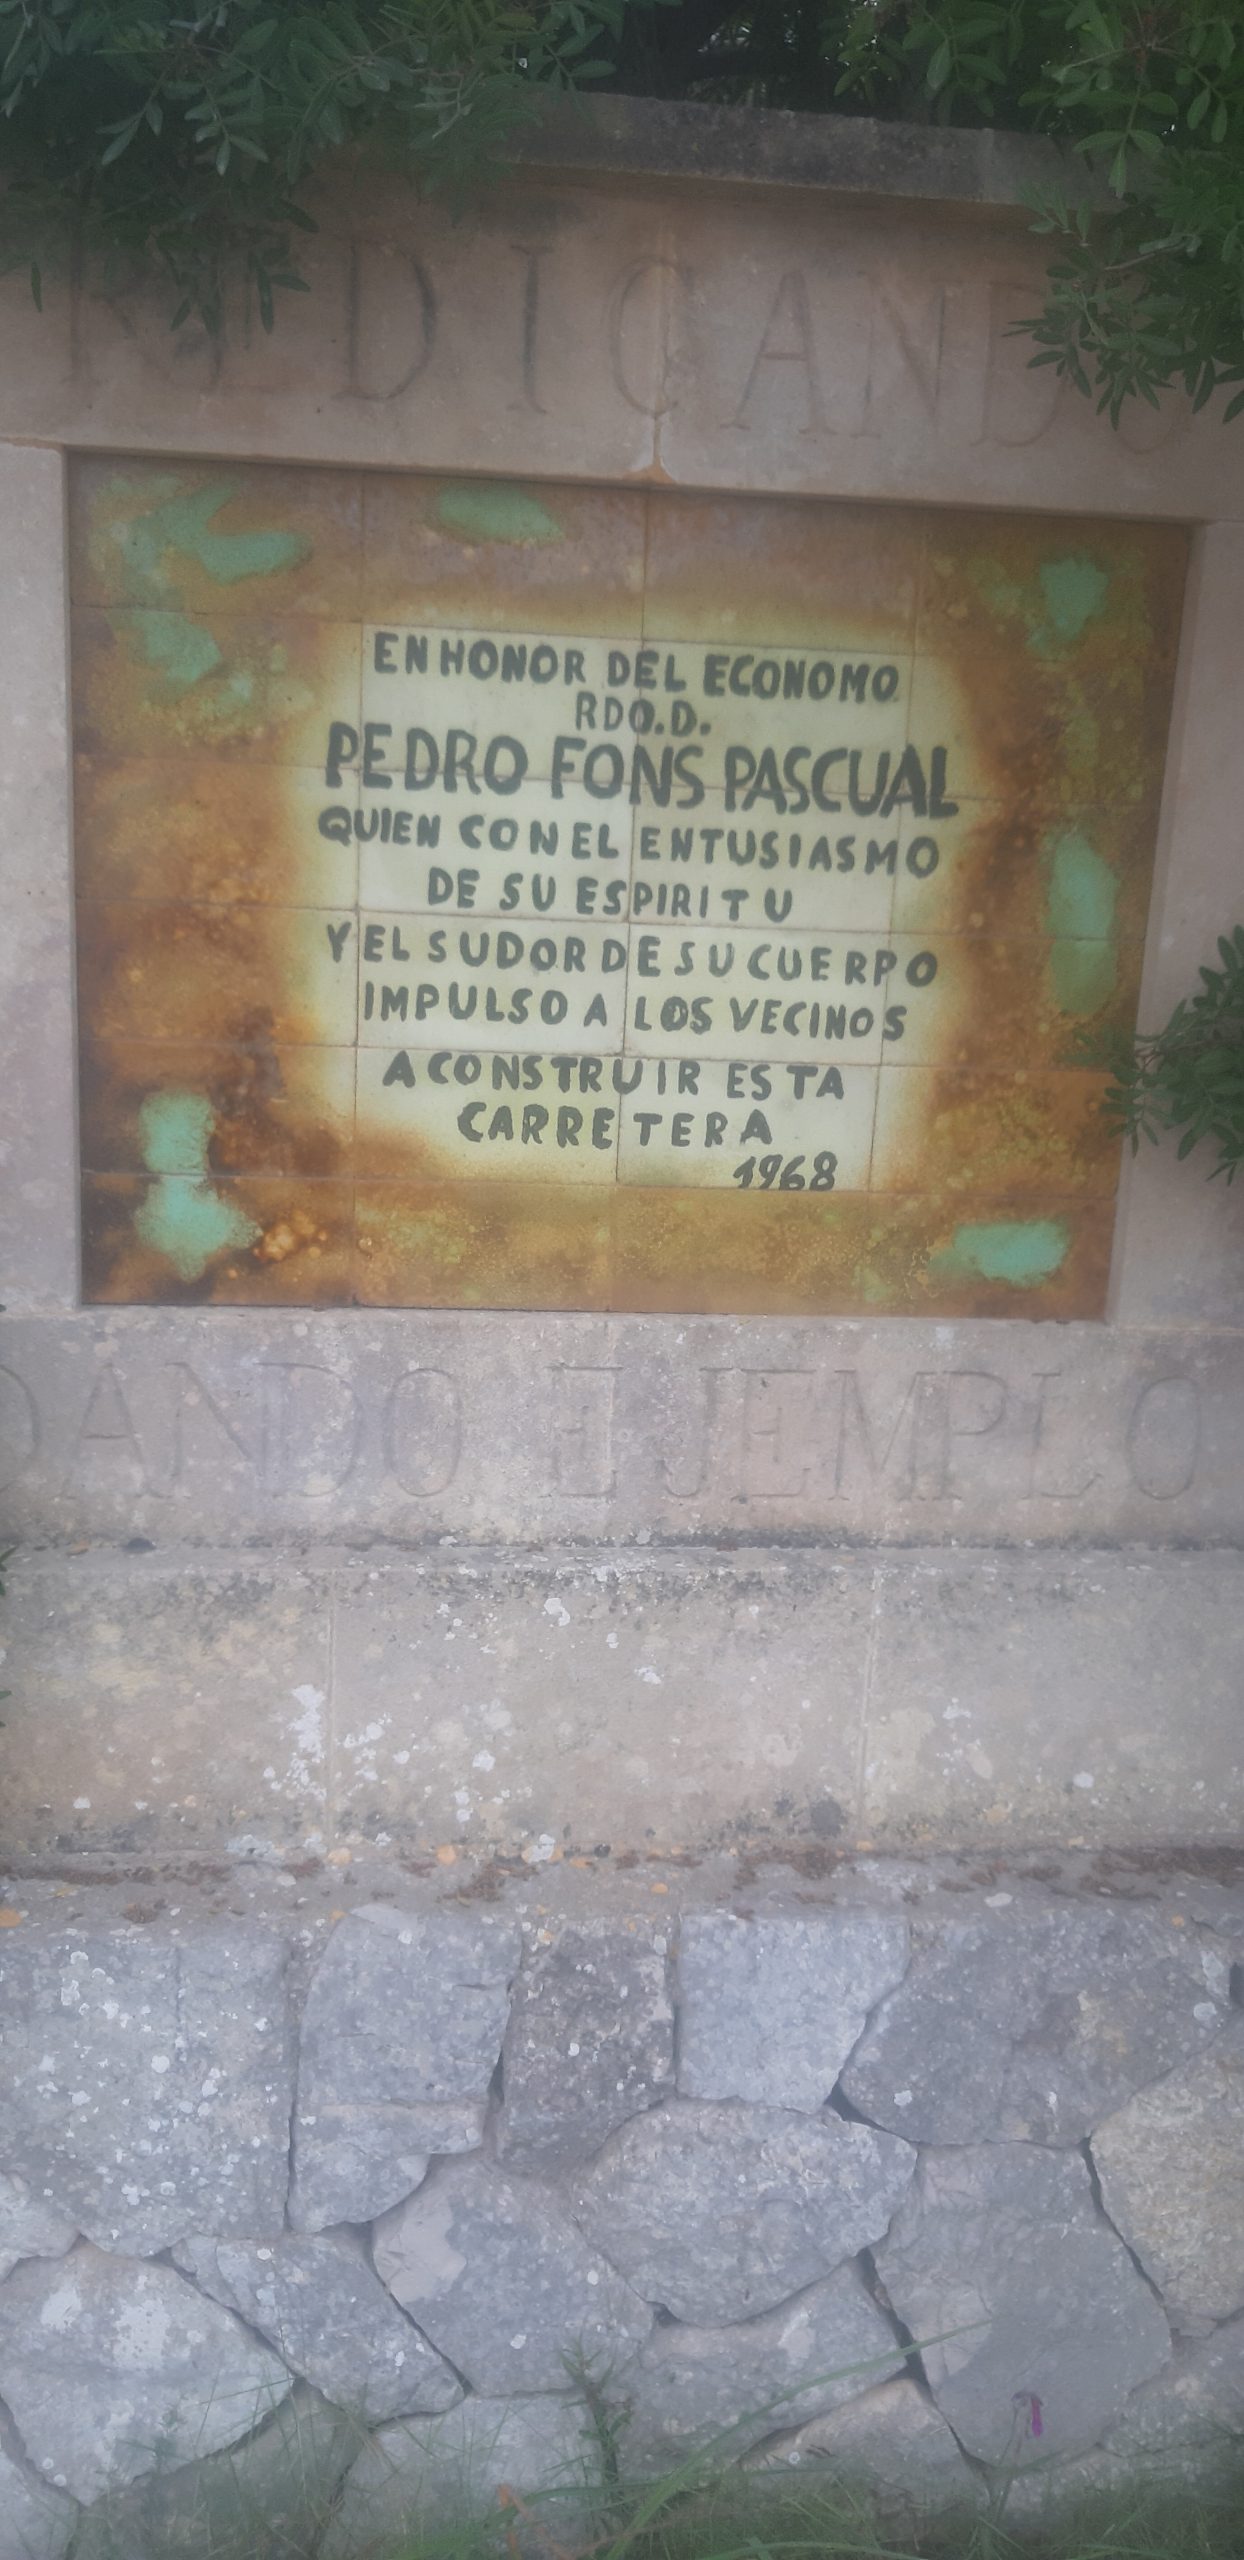 EN HONOR DEL ECONOMO
RDO.D.
PEDRO FONS PASCUAL
QUIEN CON EL ENTUSIASMO
DE SU ESPIRITU
Y EL SUDOR DE SU CUERPO
IMPULSO A LOS VECINOS
A CONSTRUIR ESTA
CARRETERA
1968
DANDO EJEMPLO